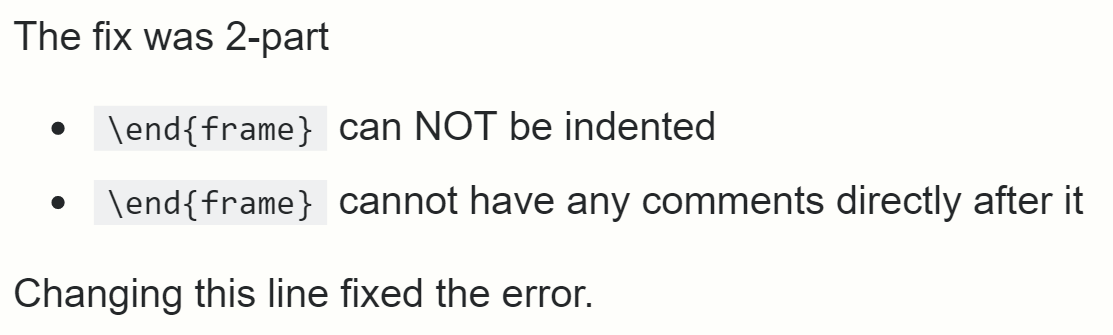 The fix was 2-part
• \end{frame} can NOT be indented
• \end{frame} cannot have any comments directly after it
Changing this line fixed the error.